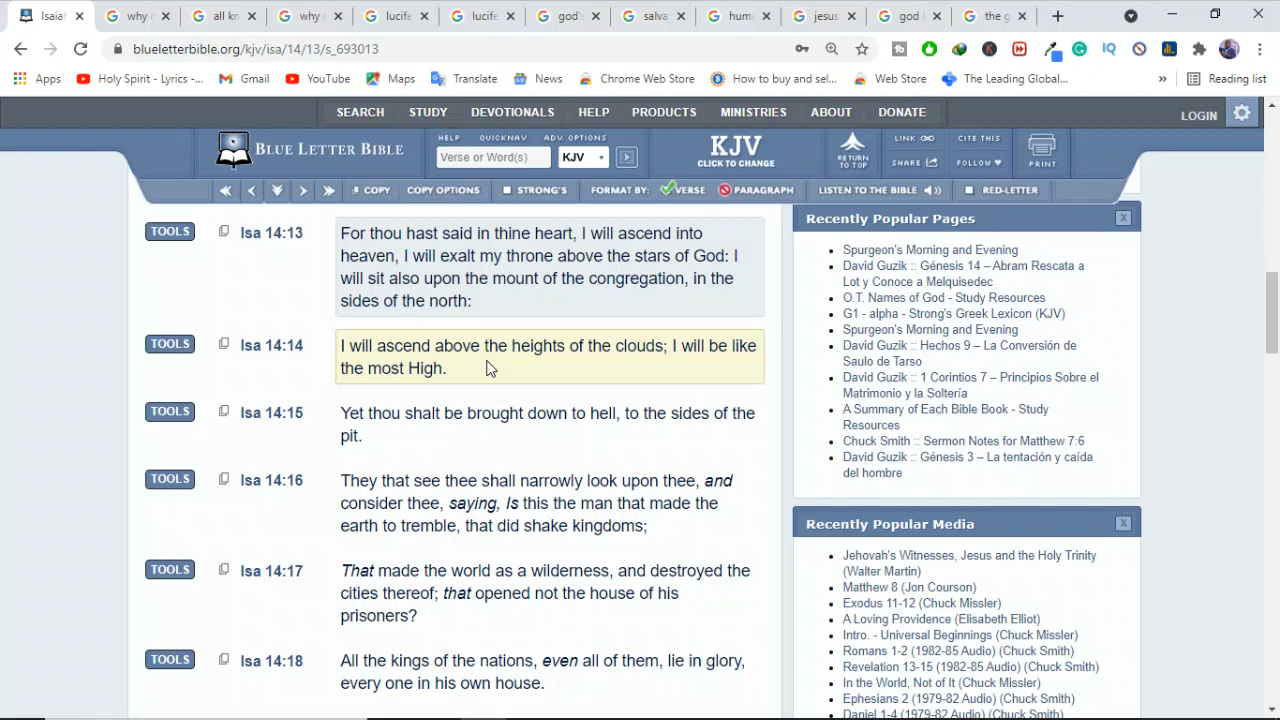 Isaial
why c
all kn
why c
lucife
lucife
god's
salva
hum
jesus
god l
the g
blueletterbible.org/kjv/isa/14/13/s_693013
Apps
Holy Spirit - Lyrics -...
Gmail
YouTube
Maps
Translate
News
Chrome Web Store
How to buy and sel...
Web Store
The Leading Global...
»
Reading list
SEARCH STUDY DEVOTIONALS HELP PRODUCTS MINISTRIES ABOUT DONATE
LOGIN
BLUE LETTER BIBLE
HELP QUICKNAV ADV. OPTIONS
Verse or Word(s)
KJV
KJV
CLICK TO CHANGE
RETURN
TO TOP
LINK
CITE THIS
SHARE
FOLLOW
PRINT
COPY
COPY OPTIONS
STRONG'S
FORMAT BY:
VERSE
PARAGRAPH
LISTEN TO THE BIBLE
RED-LETTER
TOOLS
Isa 14:13
For thou hast said in thine heart, I will ascend into
heaven, I will exalt my throne above the stars of God: I
will sit also upon the mount of the congregation, in the
sides of the north:
TOOLS
Isa 14:14
I will ascend above the heights of the clouds; I will be like
the most High.
TOOLS
Isa 14:15
Yet thou shalt be brought down to hell, to the sides of the
pit.
TOOLS
Isa 14:16
They that see thee shall narrowly look upon thee, and
consider thee, saying, Is this the man that made the
earth to tremble, that did shake kingdoms;
TOOLS
Isa 14:17
That made the world as a wilderness, and destroyed the
cities thereof; that opened not the house of his
prisoners?
TOOLS
Isa 14:18
All the kings of the nations, even all of them, lie in glory,
every one in his own house.
Recently Popular Pages
Spurgeon's Morning and Evening
David Guzik :: Génesis 14 – Abram Rescata a
Lot y Conoce a Melquisedec
O.T. Names of God - Study Resources
G1 - alpha - Strong's Greek Lexicon (KJV)
Spurgeon's Morning and Evening
David Guzik :: Hechos 9 – La Conversión de
Saulo de Tarso
David Guzik :: 1 Corintios 7 – Principios Sobre el
Matrimonio y la Soltería
A Summary of Each Bible Book - Study
Resources
Chuck Smith :: Sermon Notes for Matthew 7:6
David Guzik :: Génesis 3 – La tentación y caída
del hombre
Recently Popular Media
Jehovah's Witnesses, Jesus and the Holy Trinity
(Walter Martin)
Matthew 8 (Jon Courson)
Exodus 11-12 (Chuck Missler)
A Loving Providence (Elisabeth Elliot)
Intro. - Universal Beginnings (Chuck Missler)
Romans 1-2 (1982-85 Audio) (Chuck Smith)
Revelation 13-15 (1982-85 Audio) (Chuck Smith)
In the World, Not of It (Chuck Missler)
Ephesians 2 (1979-82 Audio) (Chuck Smith)
Daniel 1-4 (1979-82 Audio) (Chuck Smith)